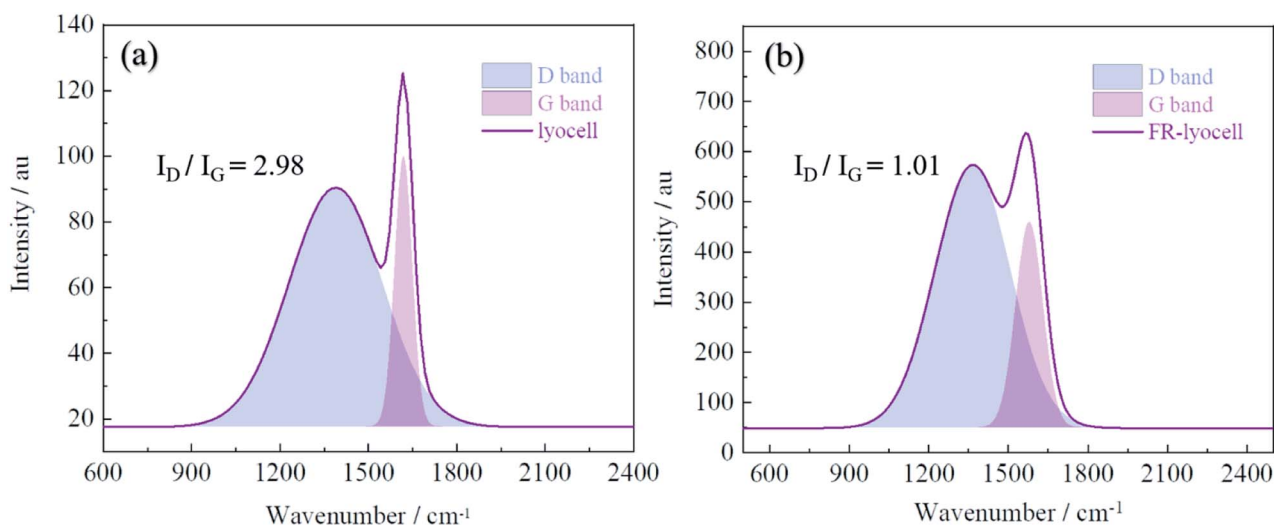 (a)
140
120
100
80
60
40
20
Intensity / au
D band
G band
lyocell
I_D / I_G = 2.98
600 900 1200 1500 1800 2100 2400
Wavenumber / cm⁻¹
(b)
800
700
600
500
400
300
200
100
0
Intensity / au
D band
G band
FR-lyocell
I_D / I_G = 1.01
600 900 1200 1500 1800 2100 2400
Wavenumber / cm⁻¹